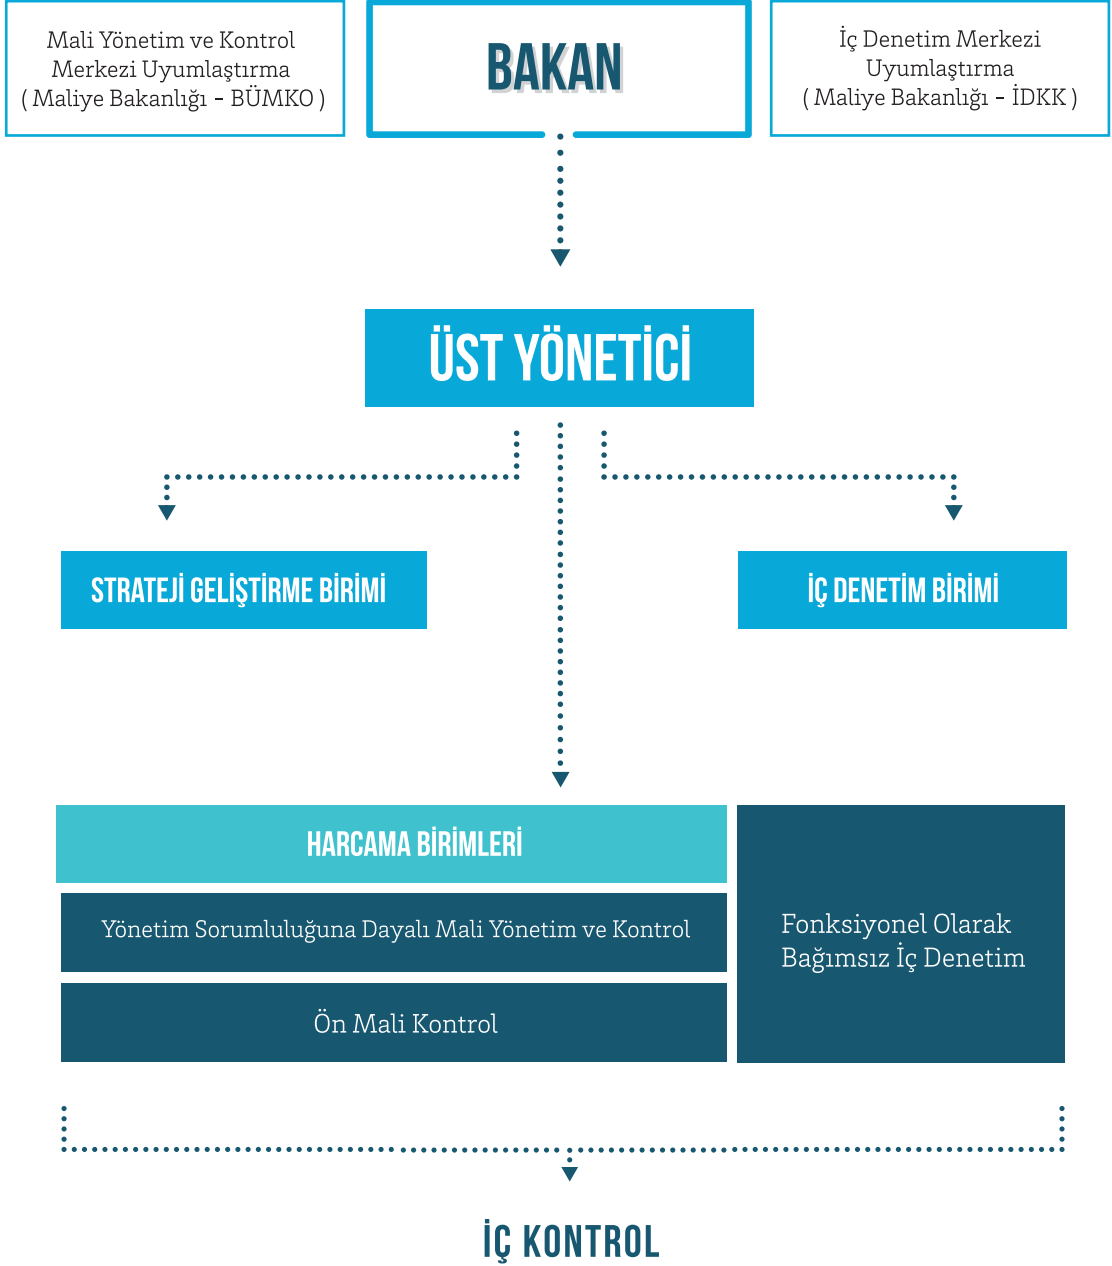 Mali Yönetim ve Kontrol
Merkezi Uyumlaştırma
( Maliye Bakanlığı - BÜMKO )
BAKAN
İç Denetim Merkezi
Uyumlaştırma
( Maliye Bakanlığı - İDKK )
ÜST YÖNETİCİ
STRATEJİ GELİŞTİRME BİRİMİ
İÇ DENETİM BİRİMİ
HARCAMA BİRİMLERİ
Yönetim Sorumluluğuna Dayalı Mali Yönetim ve Kontrol
Ön Mali Kontrol
Fonksiyonel Olarak
Bağımsız İç Denetim
İÇ KONTROL